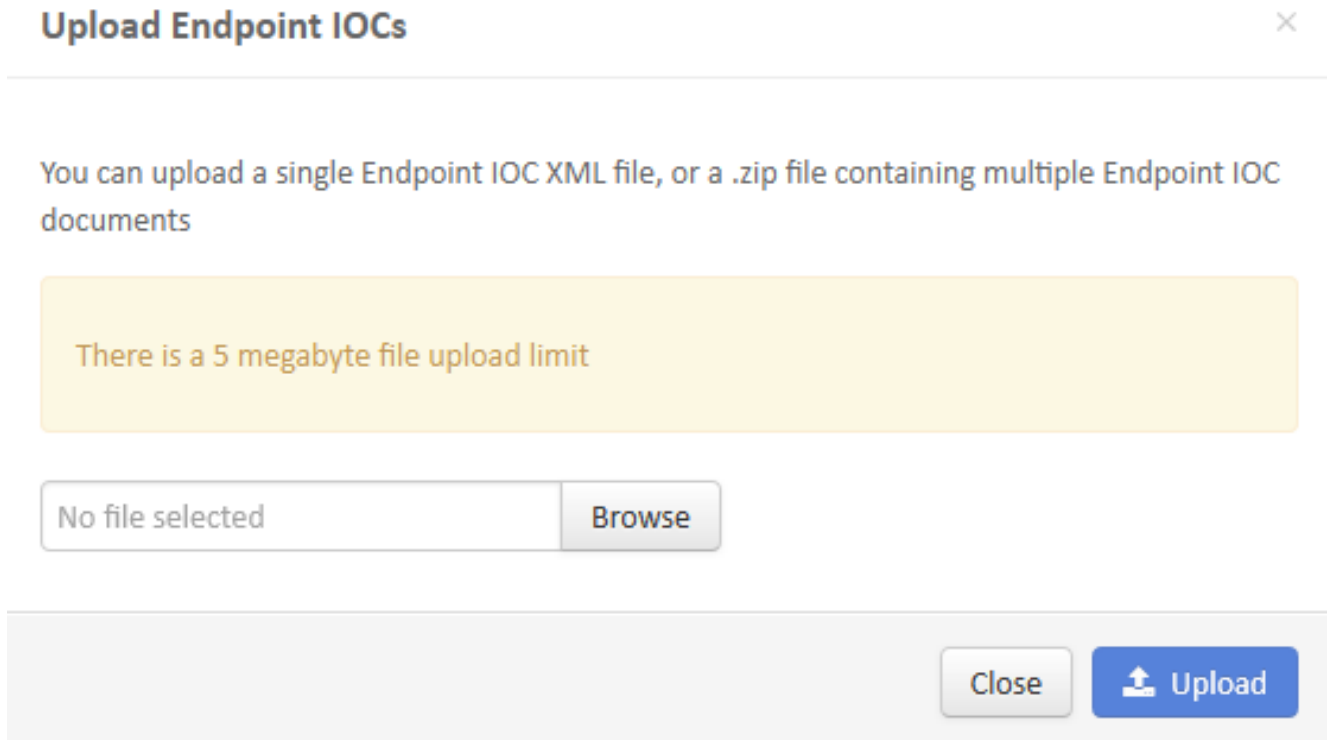 Upload Endpoint IOCs
×
You can upload a single Endpoint IOC XML file, or a .zip file containing multiple Endpoint IOC
documents
There is a 5 megabyte file upload limit
No file selected
Browse
Close
Upload